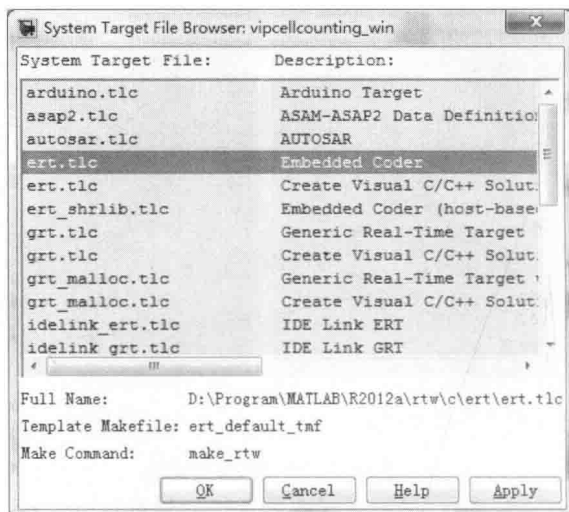 System Target File Browser: vipcellcounting_win
System Target File: Description:
arduino.tlc Arduino Target
asap2.tlc ASAM-ASAP2 Data Definitio
autosar.tlc AUTOSAR
ert.tlc Embedded Coder
ert.tlc Create Visual C/C++ Solut
ert_shrlib.tlc Embedded Coder (host-base
grt.tlc Generic Real-Time Target
grt.tlc Create Visual C/C++ Solut
grt_malloc.tlc Generic Real-Time Target
grt_malloc.tlc Create Visual C/C++ Solut
idelink_ert.tlc IDE Link ERT
idelink_grt.tlc IDE Link GRT
Full Name: D:\Program\MATLAB\R2012a\rtw\c\ert\ert.tlc
Template Makefile: ert_default_tmf
Make Command: make_rtw
OK Cancel Help Apply